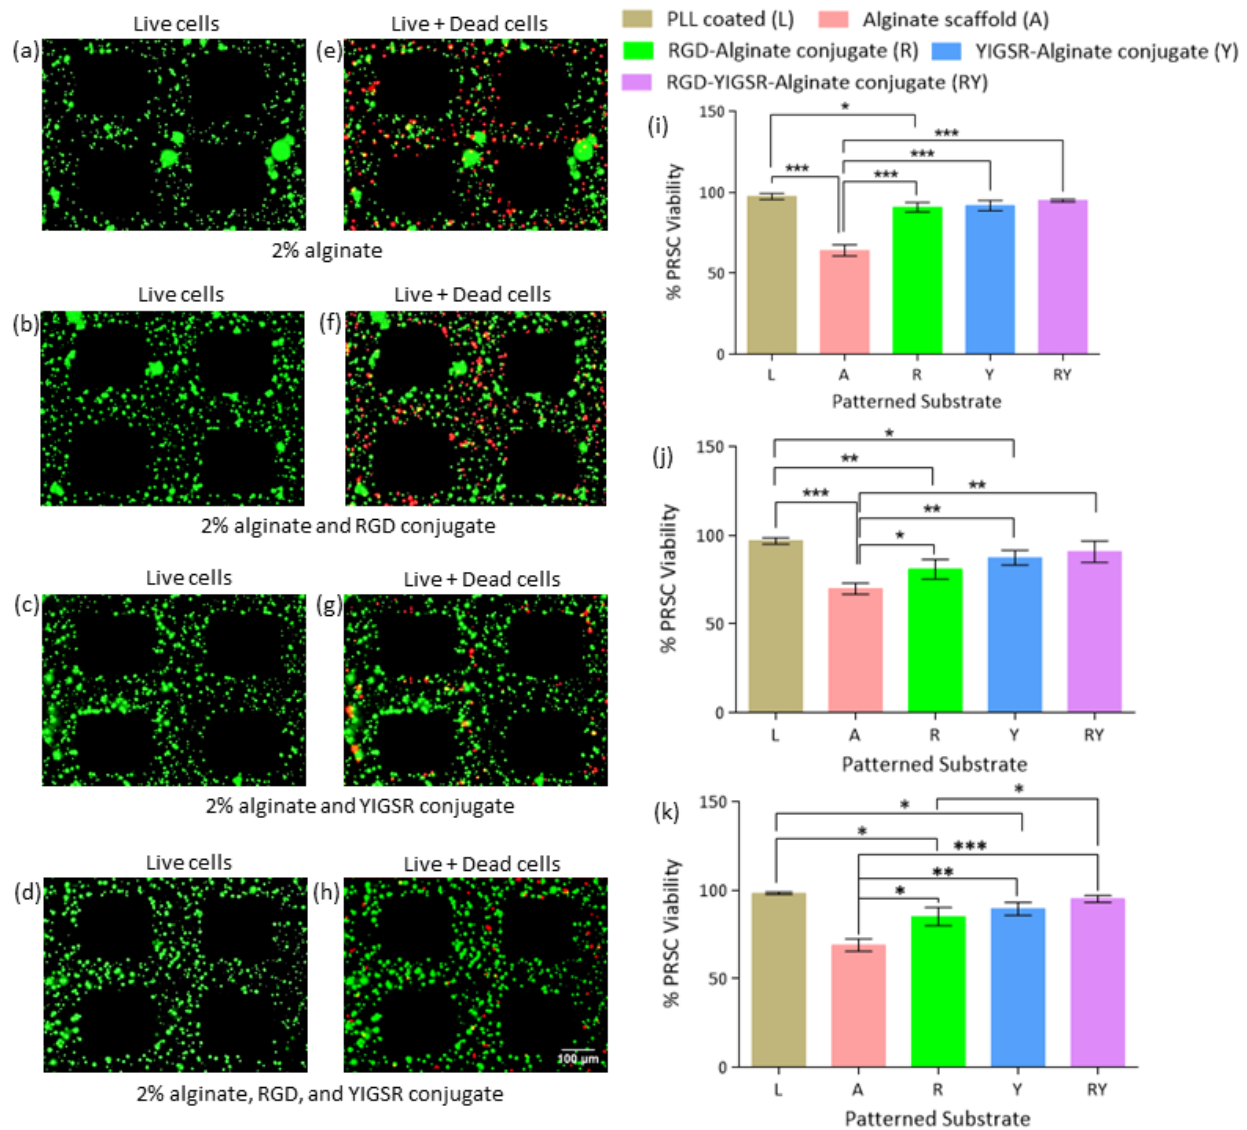 Live cells
Live + Dead cells
(a)
(e)
2% alginate
Live cells
Live + Dead cells
(b)
(f)
2% alginate and RGD conjugate
Live cells
Live + Dead cells
(c)
(g)
2% alginate and YIGSR conjugate
Live cells
Live + Dead cells
(d)
(h)
100 µm
2% alginate, RGD, and YIGSR conjugate
PLL coated (L)
Alginate scaffold (A)
RGD-Alginate conjugate (R)
YIGSR-Alginate conjugate (Y)
RGD-YIGSR-Alginate conjugate (RY)
(i)
% PRSC Viability
150
100
50
0
*
***
***
***
***
L A R Y RY
Patterned Substrate
(j)
% PRSC Viability
150
100
50
0
*
**
***
**
**
*
L A R Y RY
Patterned Substrate
(k)
% PRSC Viability
150
100
50
0
*
*
*
***
**
*
L A R Y RY
Patterned Substrate